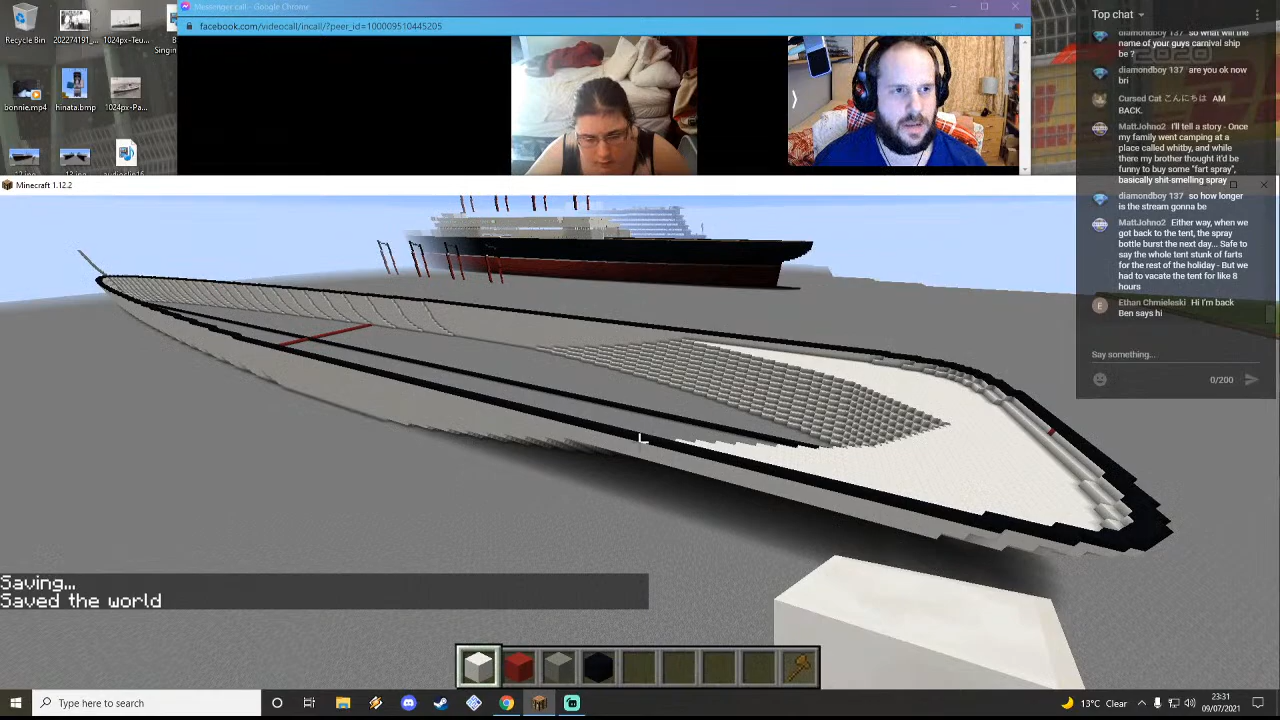 Messenger call - Google Chrome
facebook.com/videocall/incall/?peer_id=100009510445205
Recycle Bin
202274191_...
1024px-Teu...
Singin
bonnie.mp4
hinata.bmp
1024px-Pa...
Minecraft 1.12.2
Top chat
2020
diamondboy 137 so what will the
name of your guys carnival ship
be ?
diamondboy 137 are you ok now
bri
Cursed Cat こんにちは AM
BACK.
MattJohno2 I'll tell a story - Once
my family went camping at a
place called whitby, and while
there my brother thought it'd be
funny to buy some "fart spray",
basically shit-smelling spray
diamondboy 137 so how longer
is the stream gonna be
MattJohno2 Either way, when we
got back to the tent, the spray
bottle burst the next day... Safe to
say the whole tent stunk of farts
for the rest of the holiday - But we
had to vacate the tent for like 8
hours
E
Ethan Chmieleski Hi I'm back
Ben says hi
Say something...
0/200
Saving...
Saved the world
Type here to search
13°C Clear
23:31
09/07/2021